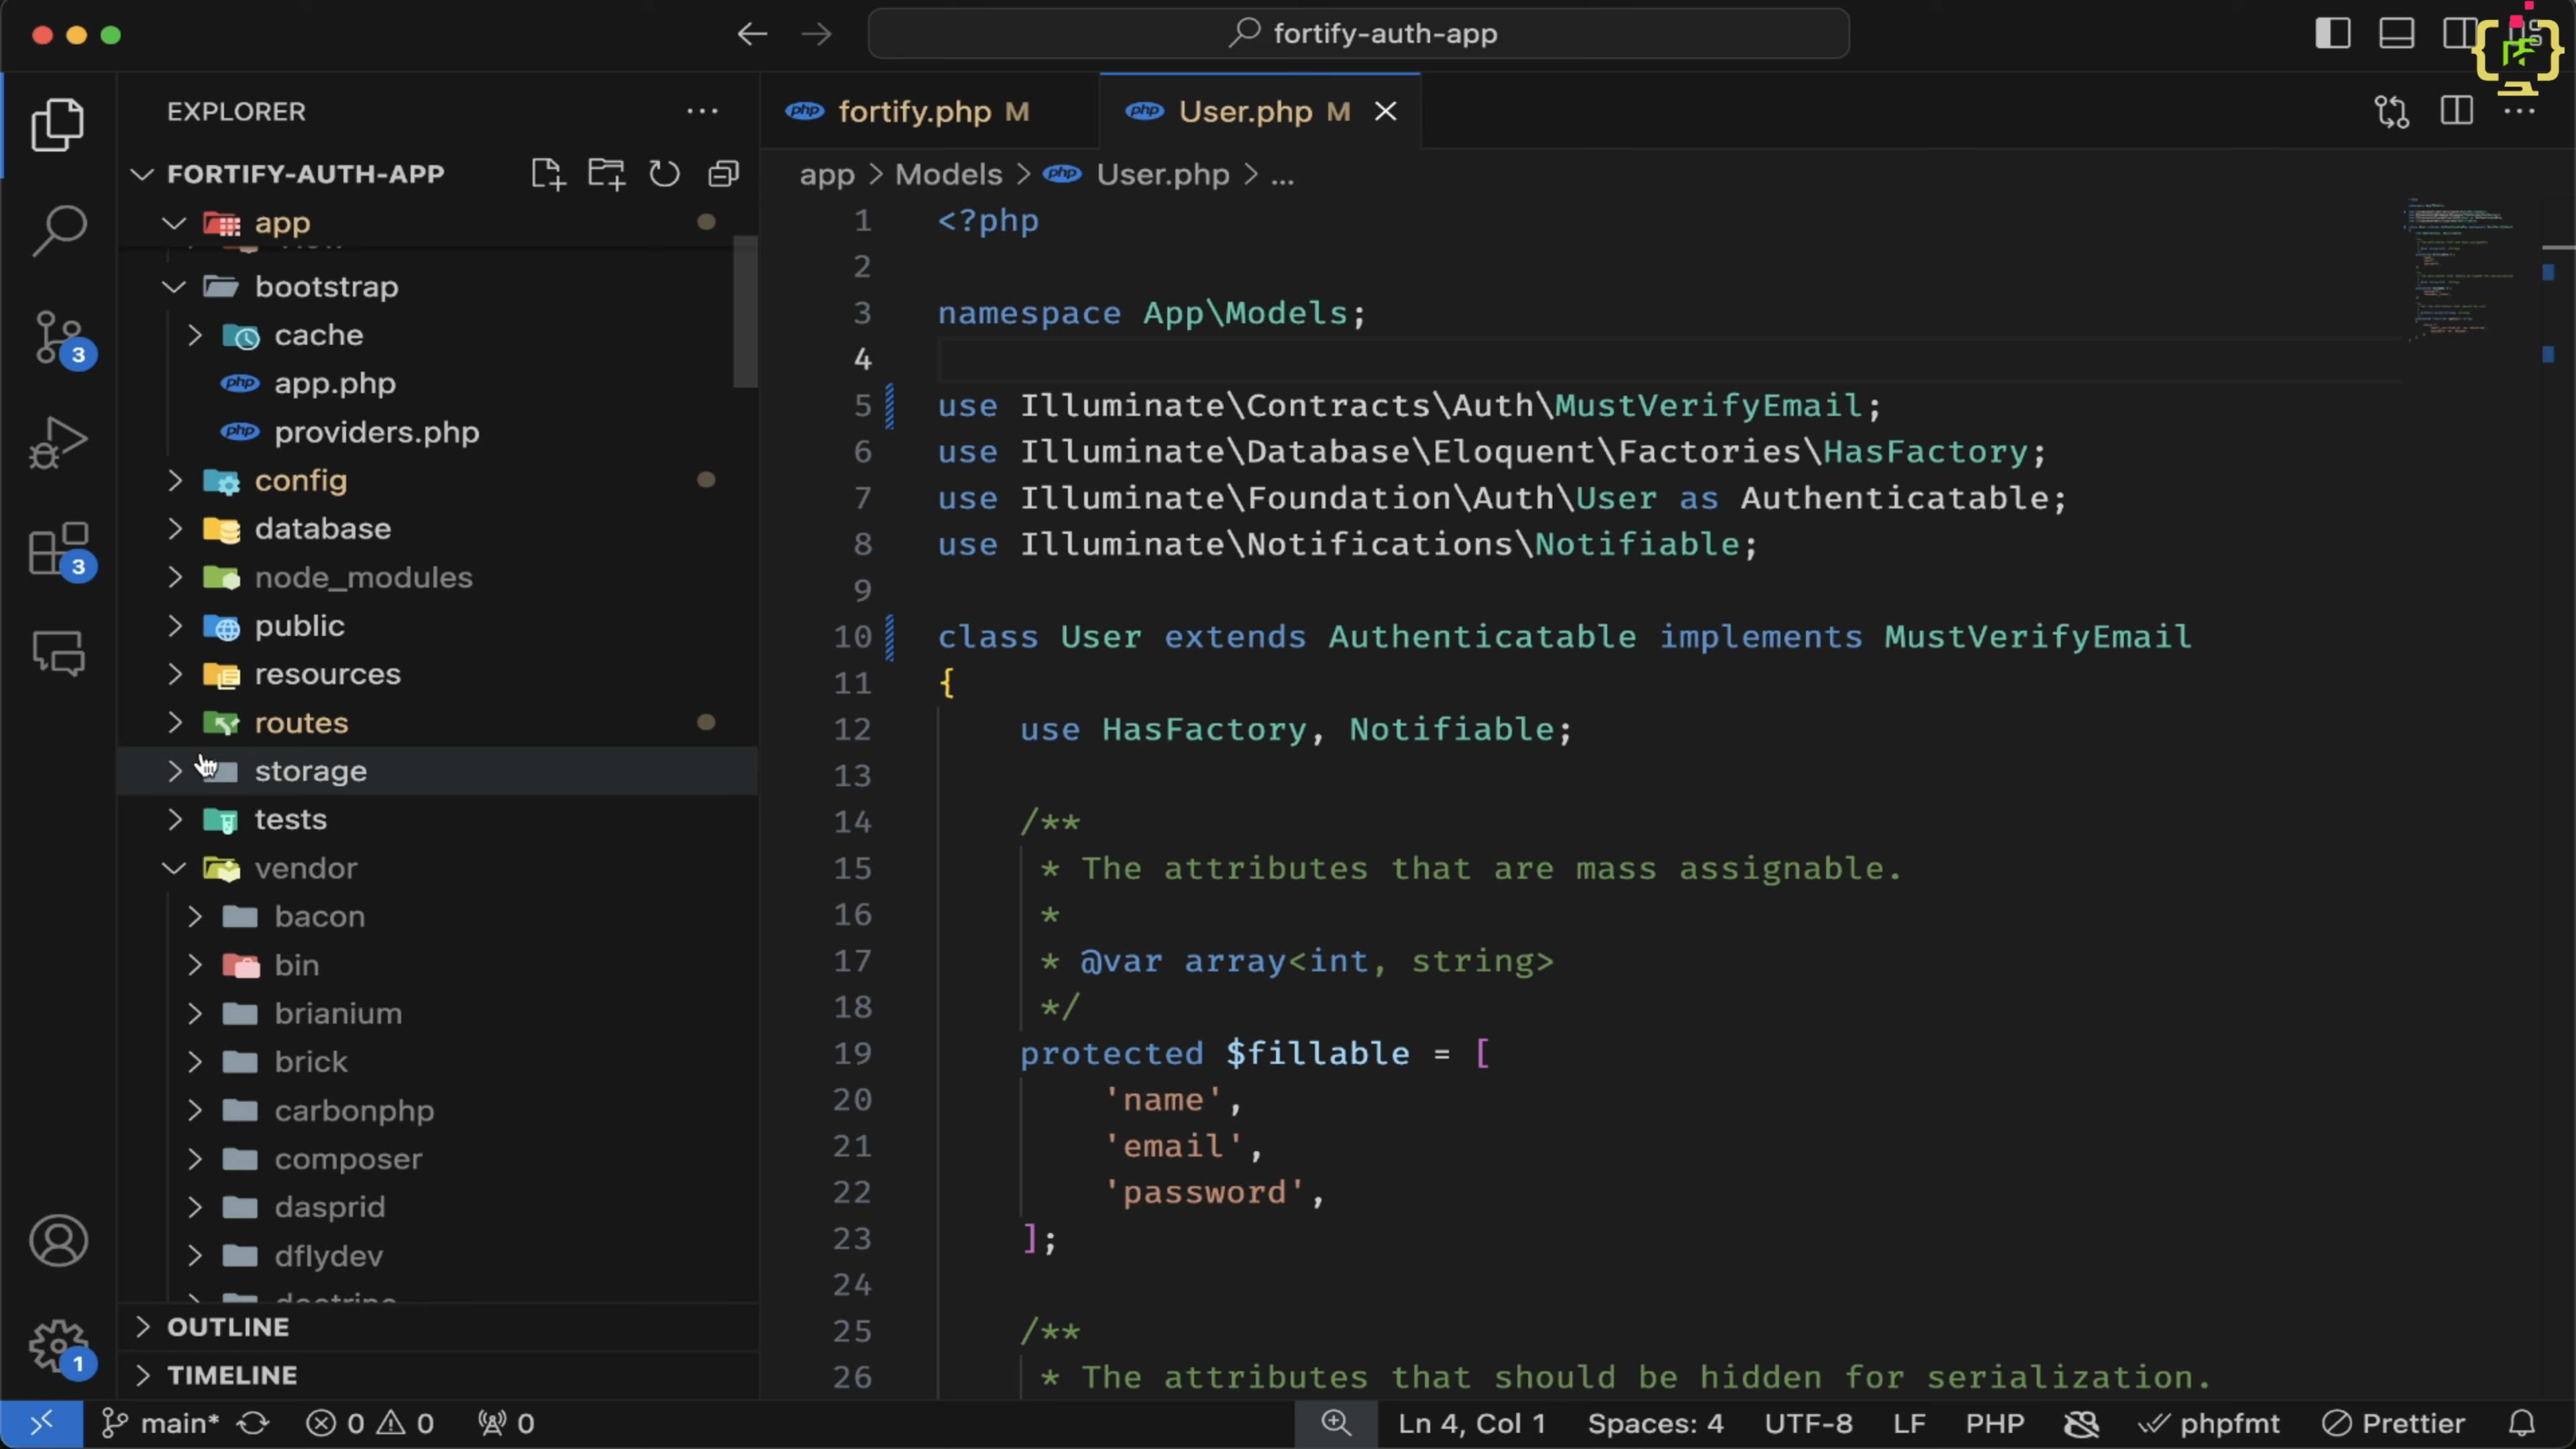 fortify-auth-app
EXPLORER
FORTIFY-AUTH-APP
app
bootstrap
cache
app.php
providers.php
config
database
node_modules
public
resources
routes
storage
tests
vendor
bacon
bin
brianium
brick
carbonphp
composer
dasprid
dflydev
OUTLINE
TIMELINE
3
3
1
fortify.php M
User.php M
app > Models > User.php > ...
1 <?php
2
3 namespace App\Models;
4
5 use Illuminate\Contracts\Auth\MustVerifyEmail;
6 use Illuminate\Database\Eloquent\Factories\HasFactory;
7 use Illuminate\Foundation\Auth\User as Authenticatable;
8 use Illuminate\Notifications\Notifiable;
9
10 class User extends Authenticatable implements MustVerifyEmail
11 {
12 use HasFactory, Notifiable;
13
14 /**
15 * The attributes that are mass assignable.
16 *
17 * @var array<int, string>
18 */
19 protected $fillable = [
20 'name',
21 'email',
22 'password',
23 ];
24
25 /**
26 * The attributes that should be hidden for serialization.
main* 0 0 0 Ln 4, Col 1 Spaces: 4 UTF-8 LF PHP phpfmt Prettier